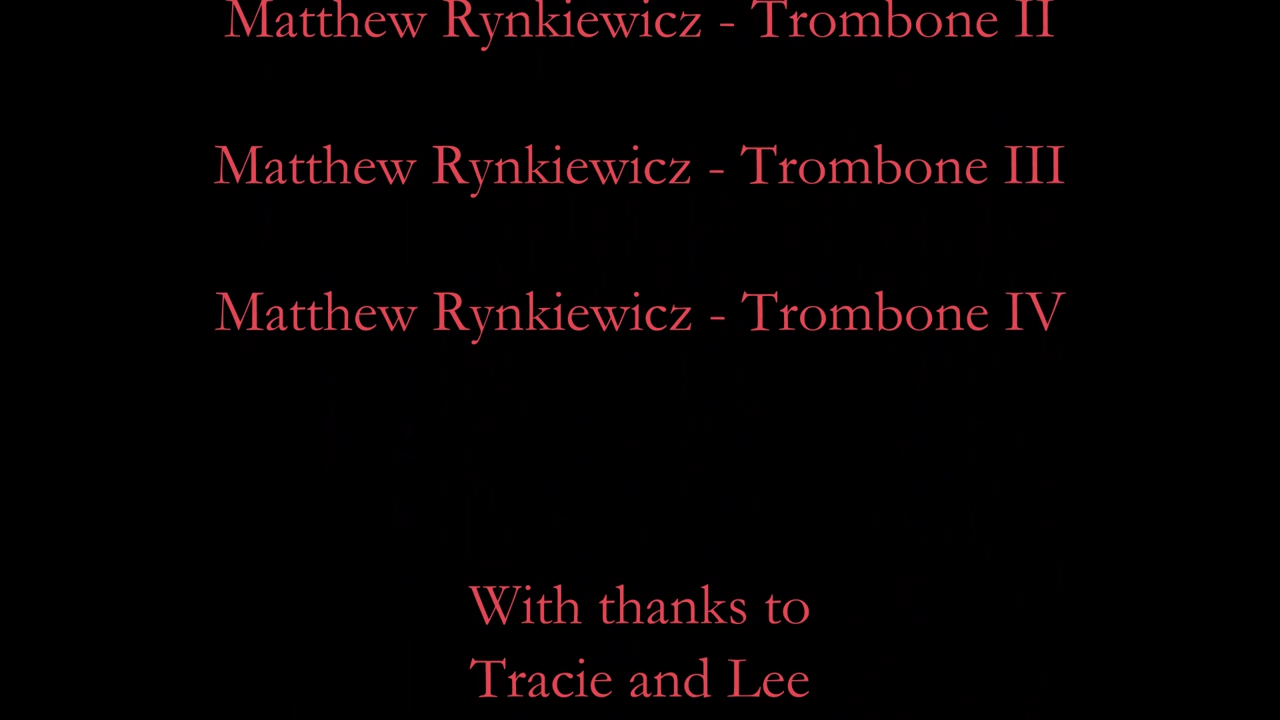 Matthew Rynkiewicz - Trombone II
Matthew Rynkiewicz - Trombone III
Matthew Rynkiewicz - Trombone IV
With thanks to
Tracie and Lee